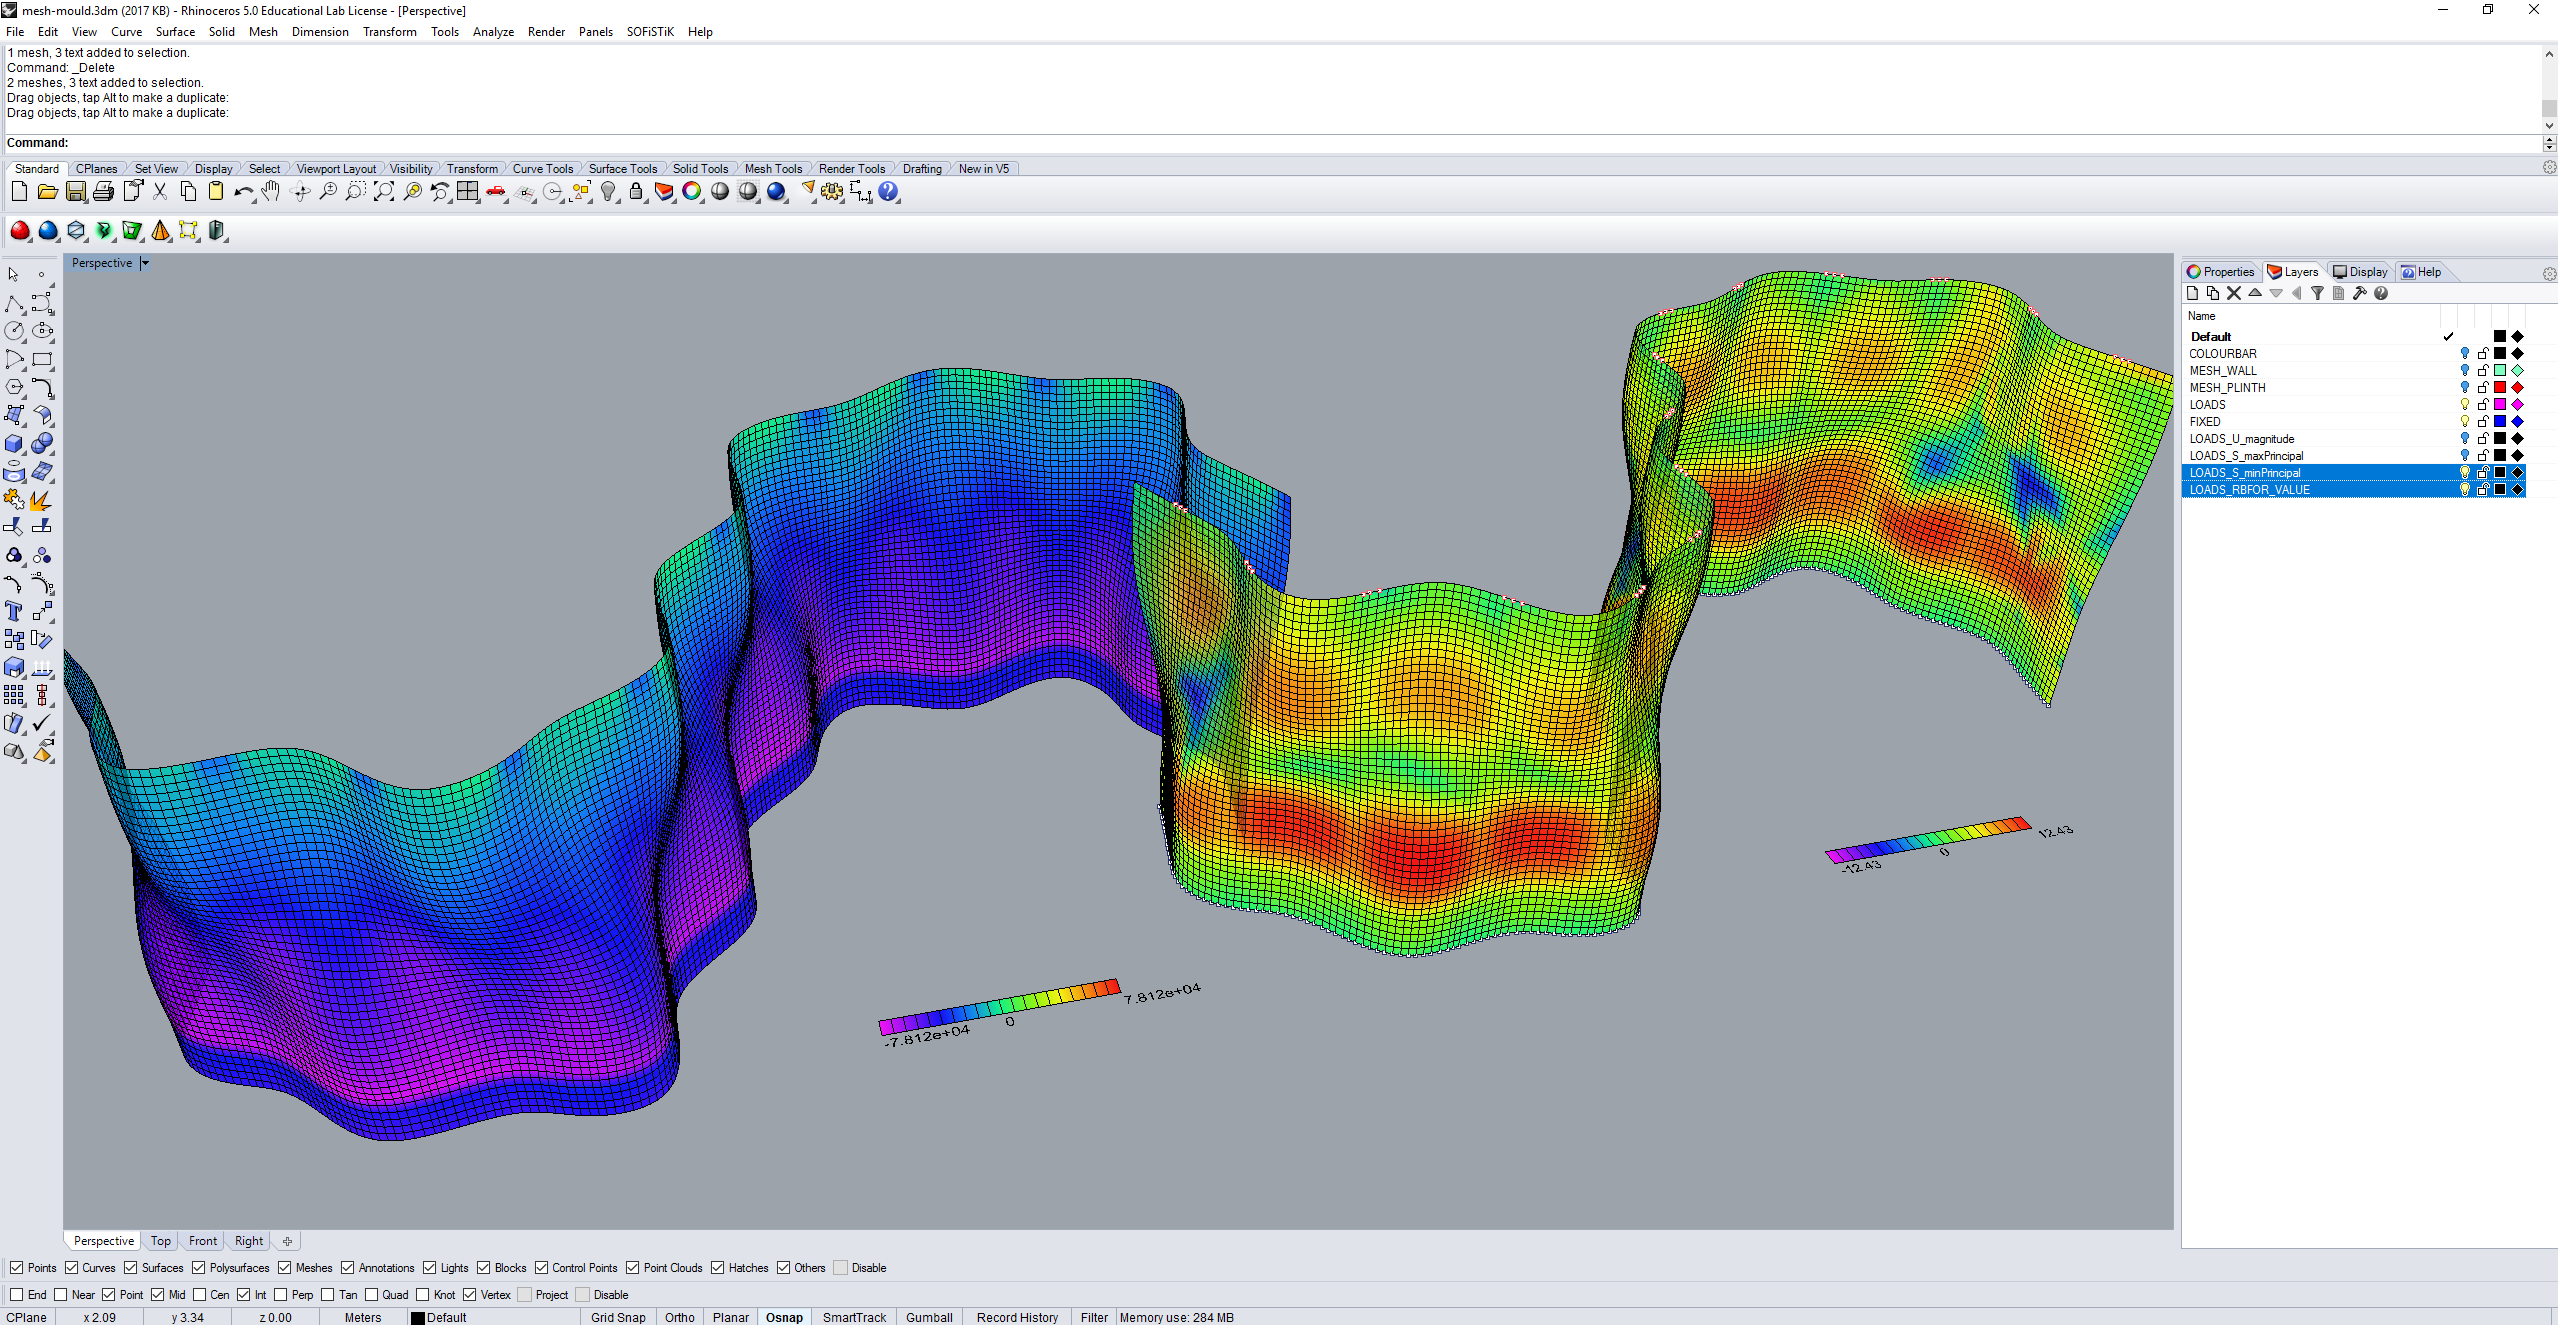 mesh-mould.3dm (2017 KB) - Rhinoceros 5.0 Educational Lab License - [Perspective]
File Edit View Curve Surface Solid Mesh Dimension Transform Tools Analyze Render Panels SOFiSTiK Help
1 mesh, 3 text added to selection.
Command: _Delete
2 meshes, 3 text added to selection.
Drag objects, tap Alt to make a duplicate:
Drag objects, tap Alt to make a duplicate:
Command:
Standard CPlanes Set View Display Select Viewport Layout Visibility Transform Curve Tools Surface Tools Solid Tools Mesh Tools Render Tools Drafting New in V5
Perspective
Properties Layers Display Help
Name
Default
COLOURBAR
MESH_WALL
MESH_PLINTH
LOADS
FIXED
LOADS_U_magnitude
LOADS_S_maxPrincipal
LOADS_S_minPrincipal
LOADS_RBFOR_VALUE
-12.43 0 12.43
-7.812e+04 0 7.812e+04
Perspective Top Front Right
Points Curves Surfaces Polysurfaces Meshes Annotations Lights Blocks Control Points Point Clouds Hatches Others Disable
End Near Point Mid Cen Int Perp Tan Quad Knot Vertex Project Disable
CPlane x 2.09 y 3.34 z 0.00 Meters Default Grid Snap Ortho Planar Osnap SmartTrack Gumball Record History Filter Memory use: 284 MB